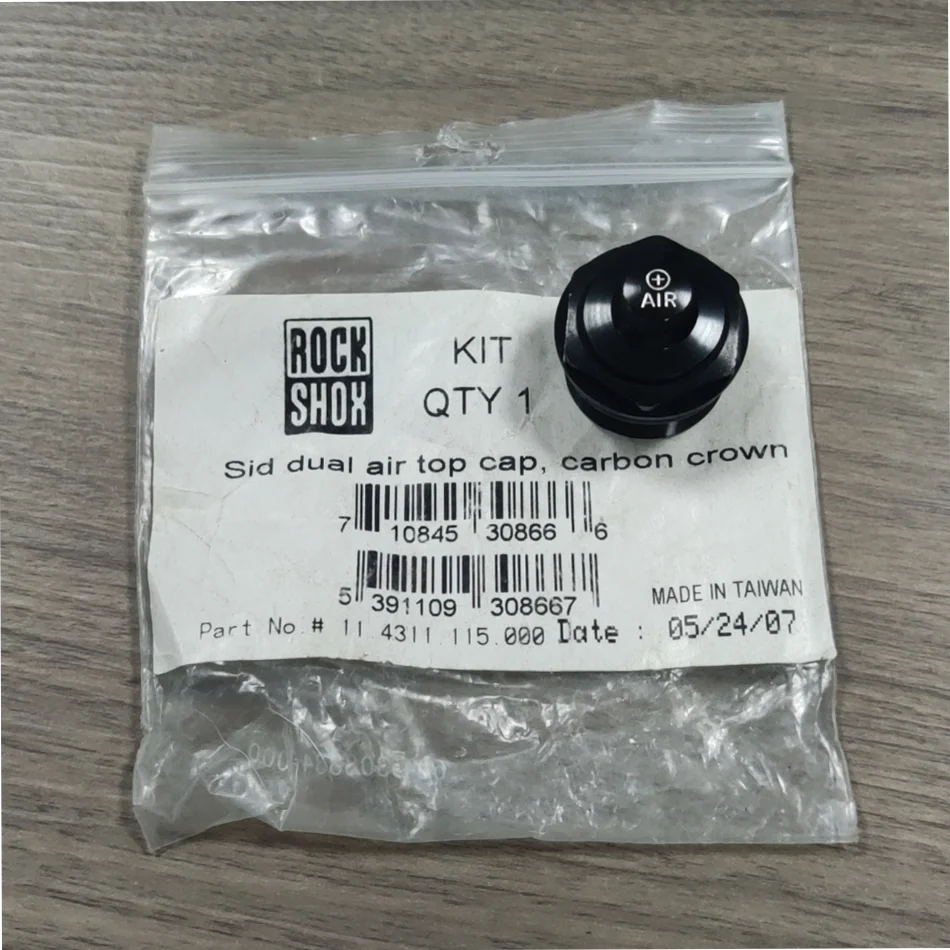 AIR
ROCK
SHOX
KIT
QTY 1
Sid dual air top cap, carbon crown
7 10845 30866 6
5 391109 308667
MADE IN TAIWAN
Part No.# 11.4311.115.000 Date : 05/24/07